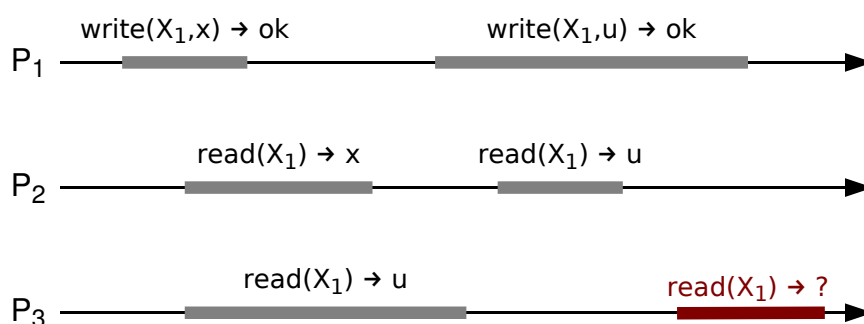 write(X₁,x) → ok write(X₁,u) → ok
P₁
read(X₁) → x read(X₁) → u
P₂
read(X₁) → u read(X₁) → ?
P₃